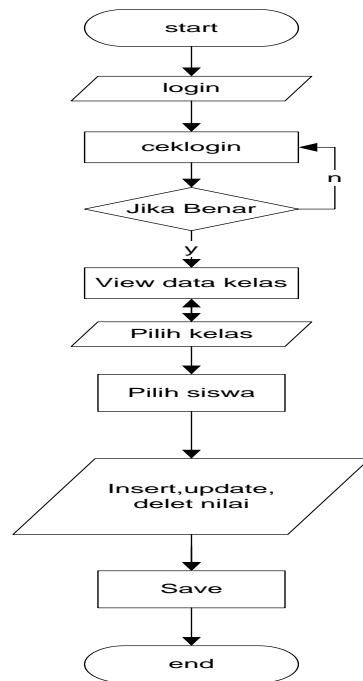 start
login
ceklogin
n
Jika Benar
y
View data kelas
Pilih kelas
Pilih siswa
Insert,update,
delet nilai
Save
end